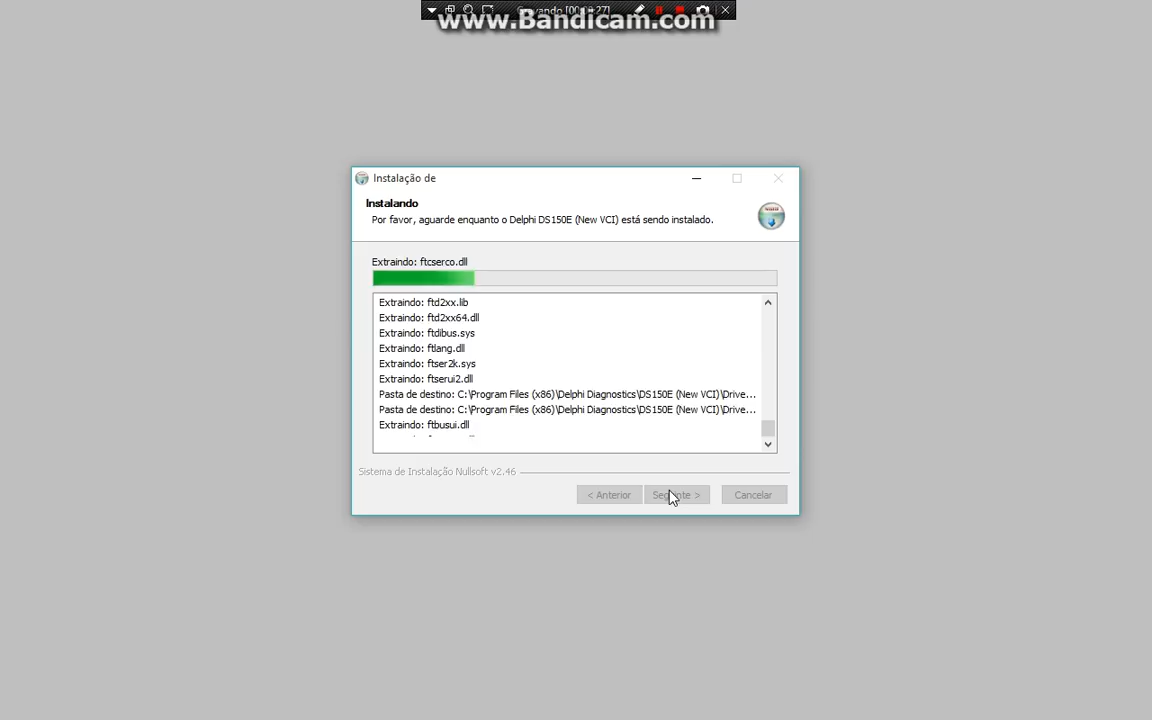 www.Bandicam.com
Instalação de
Instalando
Por favor, aguarde enquanto o Delphi DS150E (New VCI) está sendo instalado.
Extraindo: ftcserco.dll
Extraindo: ftd2xx.lib
Extraindo: ftd2xx64.dll
Extraindo: ftdibus.sys
Extraindo: ftlang.dll
Extraindo: ftser2k.sys
Extraindo: ftserui2.dll
Pasta de destino: C:\Program Files (x86)\Delphi Diagnostics\DS150E (New VCI)\Drive...
Pasta de destino: C:\Program Files (x86)\Delphi Diagnostics\DS150E (New VCI)\Drive...
Extraindo: ftbusui.dll
Sistema de Instalação Nullsoft v2.46
< Anterior
Seguinte >
Cancelar